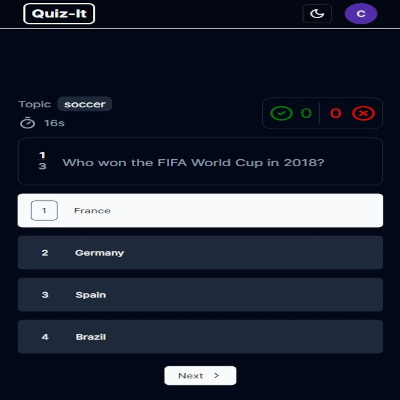 Quiz-It
C
Topic soccer
16s
0 0
1
3
Who won the FIFA World Cup in 2018?
1 France
2 Germany
3 Spain
4 Brazil
Next >